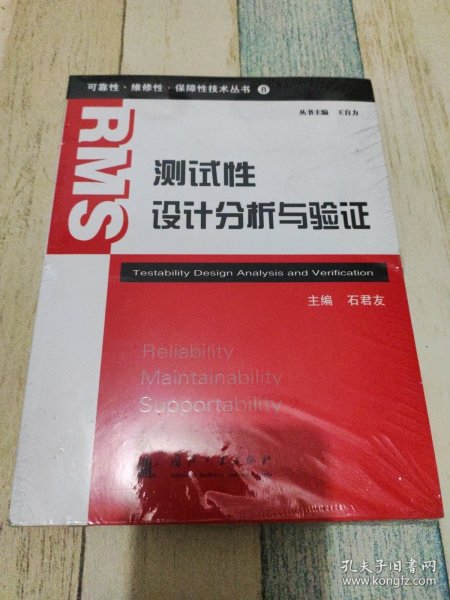 可靠性·维修性·保障性技术丛书 8
丛书主编 王自力
RMS
测试性
设计分析与验证
Testability Design Analysis and Verification
主编 石君友
Reliability
Maintainability
Supportability
孔夫子旧书网
www.kongfz.com